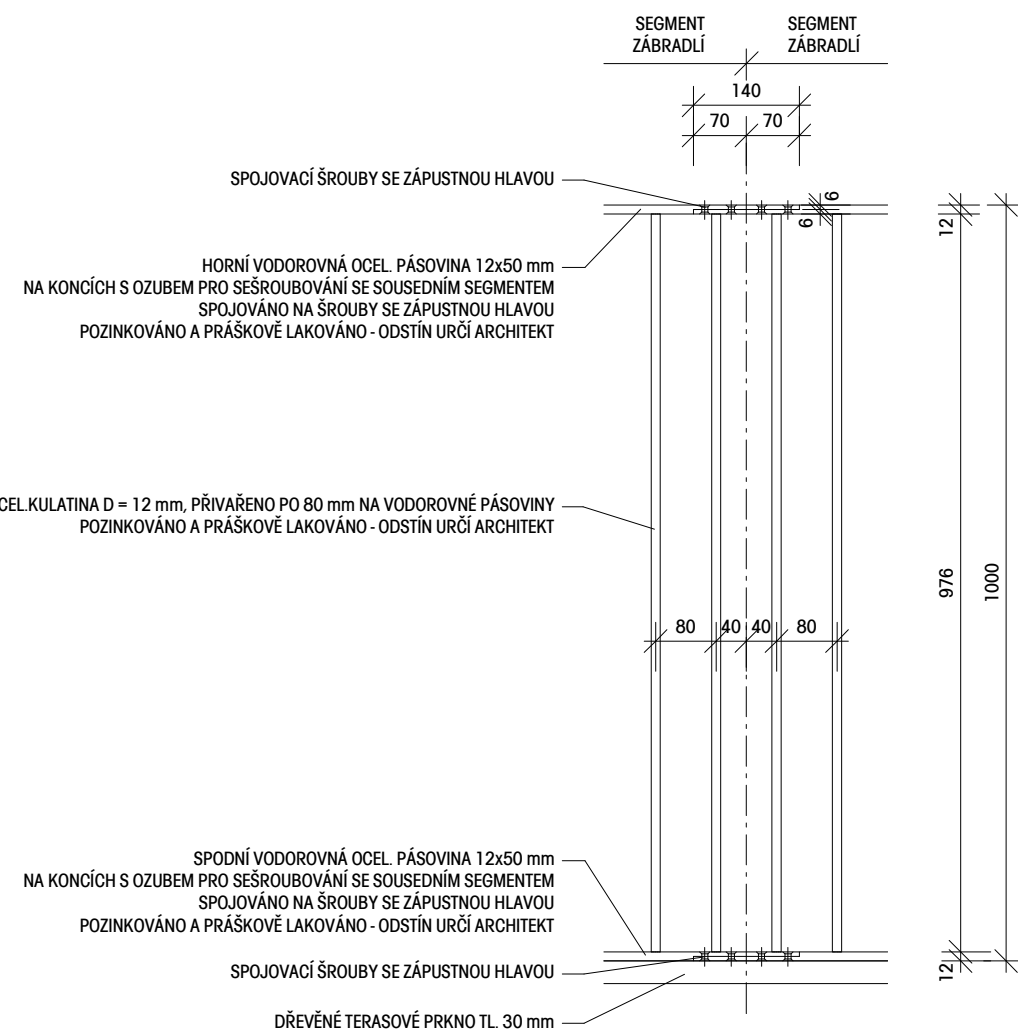 SEGMENT
ZÁBRADLÍ
SEGMENT
ZÁBRADLÍ
140
70
70
SPOJOVACÍ ŠROUBY SE ZÁPUSTNOU HLAVOU
6
6
12
HORNÍ VODOROVNÁ OCEL. PÁSOVINA 12x50 mm
NA KONCÍCH S OZUBEM PRO SEŠROUBOVÁNÍ SE SOUSEDNÍM SEGMENTEM
SPOJOVÁNO NA ŠROUBY SE ZÁPUSTNOU HLAVOU
POZINKOVÁNO A PRÁŠKOVĚ LAKOVÁNO - ODSTÍN URČÍ ARCHITEKT
CEL.KULATINA D = 12 mm, PŘIVAŘENO PO 80 mm NA VODOROVNÉ PÁSOVINY
POZINKOVÁNO A PRÁŠKOVĚ LAKOVÁNO - ODSTÍN URČÍ ARCHITEKT
976
1000
80
40
40
80
SPODNÍ VODOROVNÁ OCEL. PÁSOVINA 12x50 mm
NA KONCÍCH S OZUBEM PRO SEŠROUBOVÁNÍ SE SOUSEDNÍM SEGMENTEM
SPOJOVÁNO NA ŠROUBY SE ZÁPUSTNOU HLAVOU
POZINKOVÁNO A PRÁŠKOVĚ LAKOVÁNO - ODSTÍN URČÍ ARCHITEKT
SPOJOVACÍ ŠROUBY SE ZÁPUSTNOU HLAVOU
12
DŘEVĚNÉ TERASOVÉ PRKNO TL. 30 mm